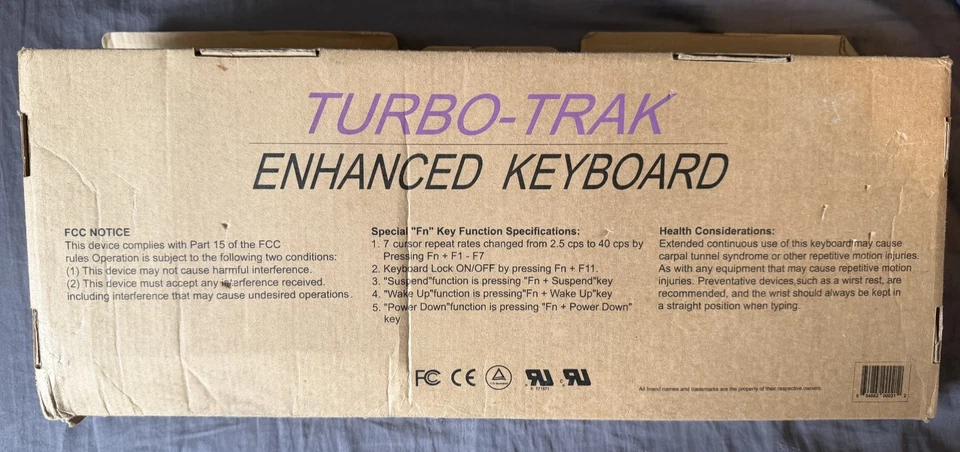 TURBO-TRAK
ENHANCED KEYBOARD
FCC NOTICE
This device complies with Part 15 of the FCC
rules Operation is subject to the following two conditions:
(1) This device may not cause harmful interference.
(2) This device must accept any interference received.
including interference that may cause undesired operations.
Special "Fn" Key Function Specifications:
1. 7 cursor repeat rates changed from 2.5 cps to 40 cps by
Pressing Fn + F1 - F7
2. Keyboard Lock ON/OFF by pressing Fn + F11.
3. "Suspend"function is pressing"Fn + Suspend"key
4. "Wake Up"function is pressing"Fn + Wake Up"key
5. "Power Down"function is pressing "Fn + Power Down"
key
Health Considerations:
Extended continuous use of this keyboard may cause
carpal tunnel syndrome or other repetitive motion injuries.
As with any equipment that may cause repetitive motion
injuries. Preventative devices,such as a wirst rest, are
recommended, and the wrist should always be kept in
a straight position when typing.
FC CE RU RU
All brand names and trademarks are the property of their respective owners.